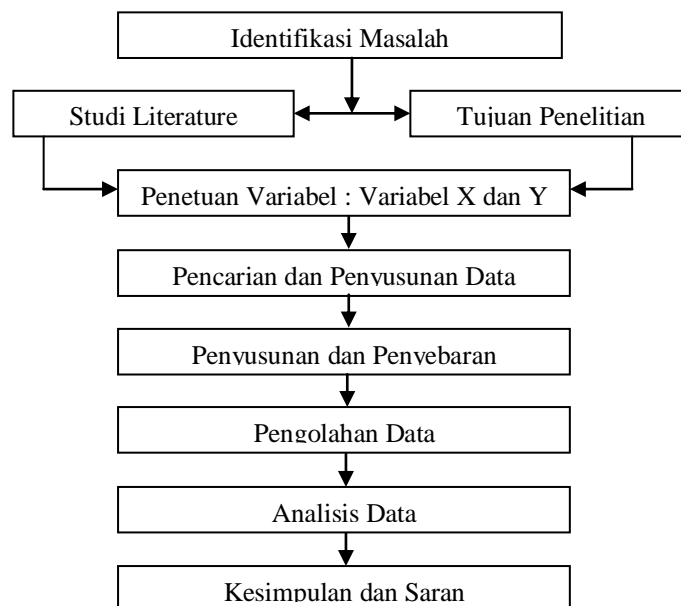 Identifikasi Masalah
Studi Literature
Tujuan Penelitian
Penetuan Variabel : Variabel X dan Y
Pencarian dan Penyusunan Data
Penyusunan dan Penyebaran
Pengolahan Data
Analisis Data
Kesimpulan dan Saran